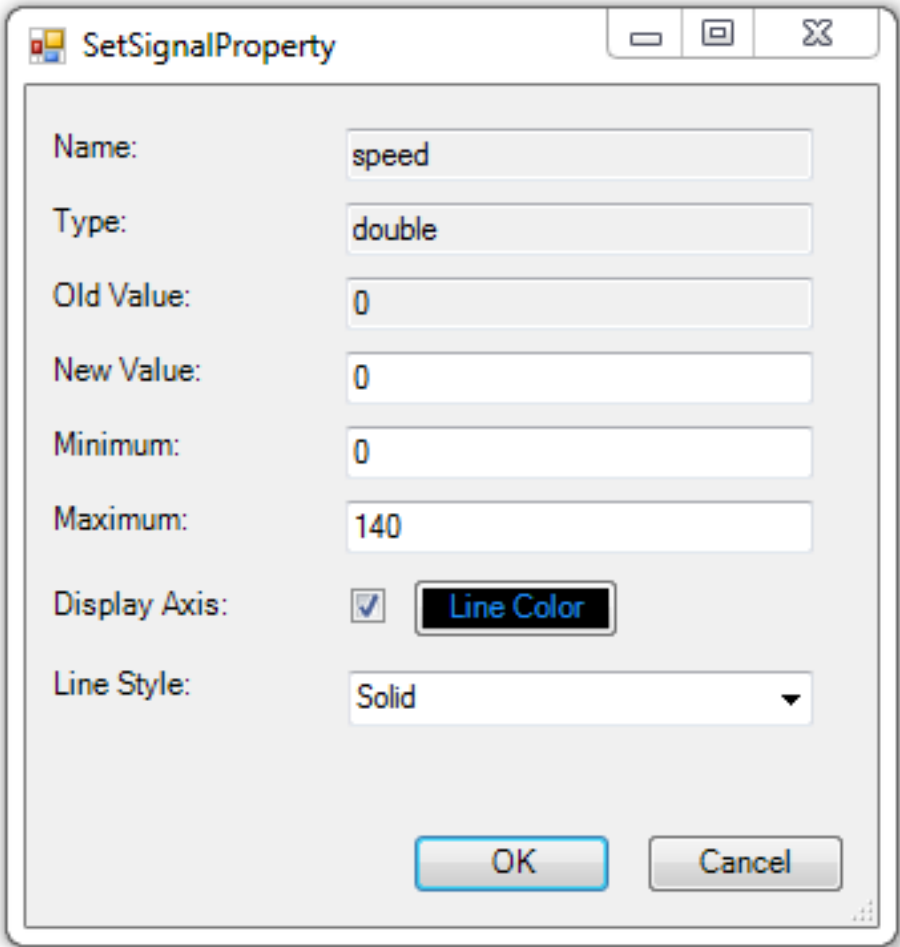 SetSignalProperty
Name: speed
Type: double
Old Value: 0
New Value: 0
Minimum: 0
Maximum: 140
Display Axis: Line Color
Line Style: Solid
OK Cancel